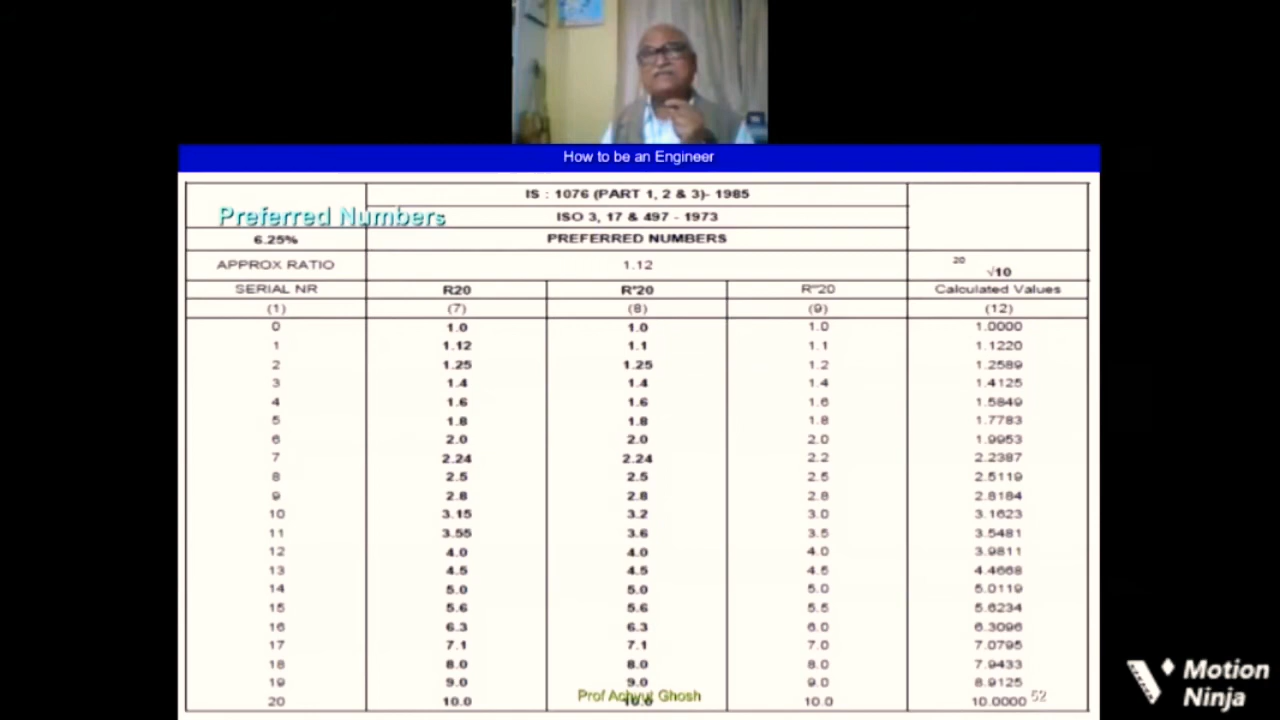 How to be an Engineer
IS : 1076 (PART 1, 2 & 3)- 1985
Preferred Numbers
ISO 3, 17 & 497 - 1973
6.25% PREFERRED NUMBERS
APPROX RATIO 1.12 20 √10
SERIAL NR R20 R'20 R"20 Calculated Values
(1) (7) (8) (9) (12)
0 1.0 1.0 1.0 1.0000
1 1.12 1.1 1.1 1.1220
2 1.25 1.25 1.2 1.2589
3 1.4 1.4 1.4 1.4125
4 1.6 1.6 1.6 1.5849
5 1.8 1.8 1.8 1.7783
6 2.0 2.0 2.0 1.9953
7 2.24 2.24 2.2 2.2387
8 2.5 2.5 2.5 2.5119
9 2.8 2.8 2.8 2.8184
10 3.15 3.2 3.0 3.1623
11 3.55 3.6 3.5 3.5481
12 4.0 4.0 4.0 3.9811
13 4.5 4.5 4.5 4.4668
14 5.0 5.0 5.0 5.0119
15 5.6 5.6 5.5 5.6234
16 6.3 6.3 6.0 6.3096
17 7.1 7.1 7.0 7.0795
18 8.0 8.0 8.0 7.9433
19 9.0 9.0 9.0 8.9125
Prof Achyut Ghosh 52
20 10.0 10.0 10.0 10.0000
Motion
Ninja